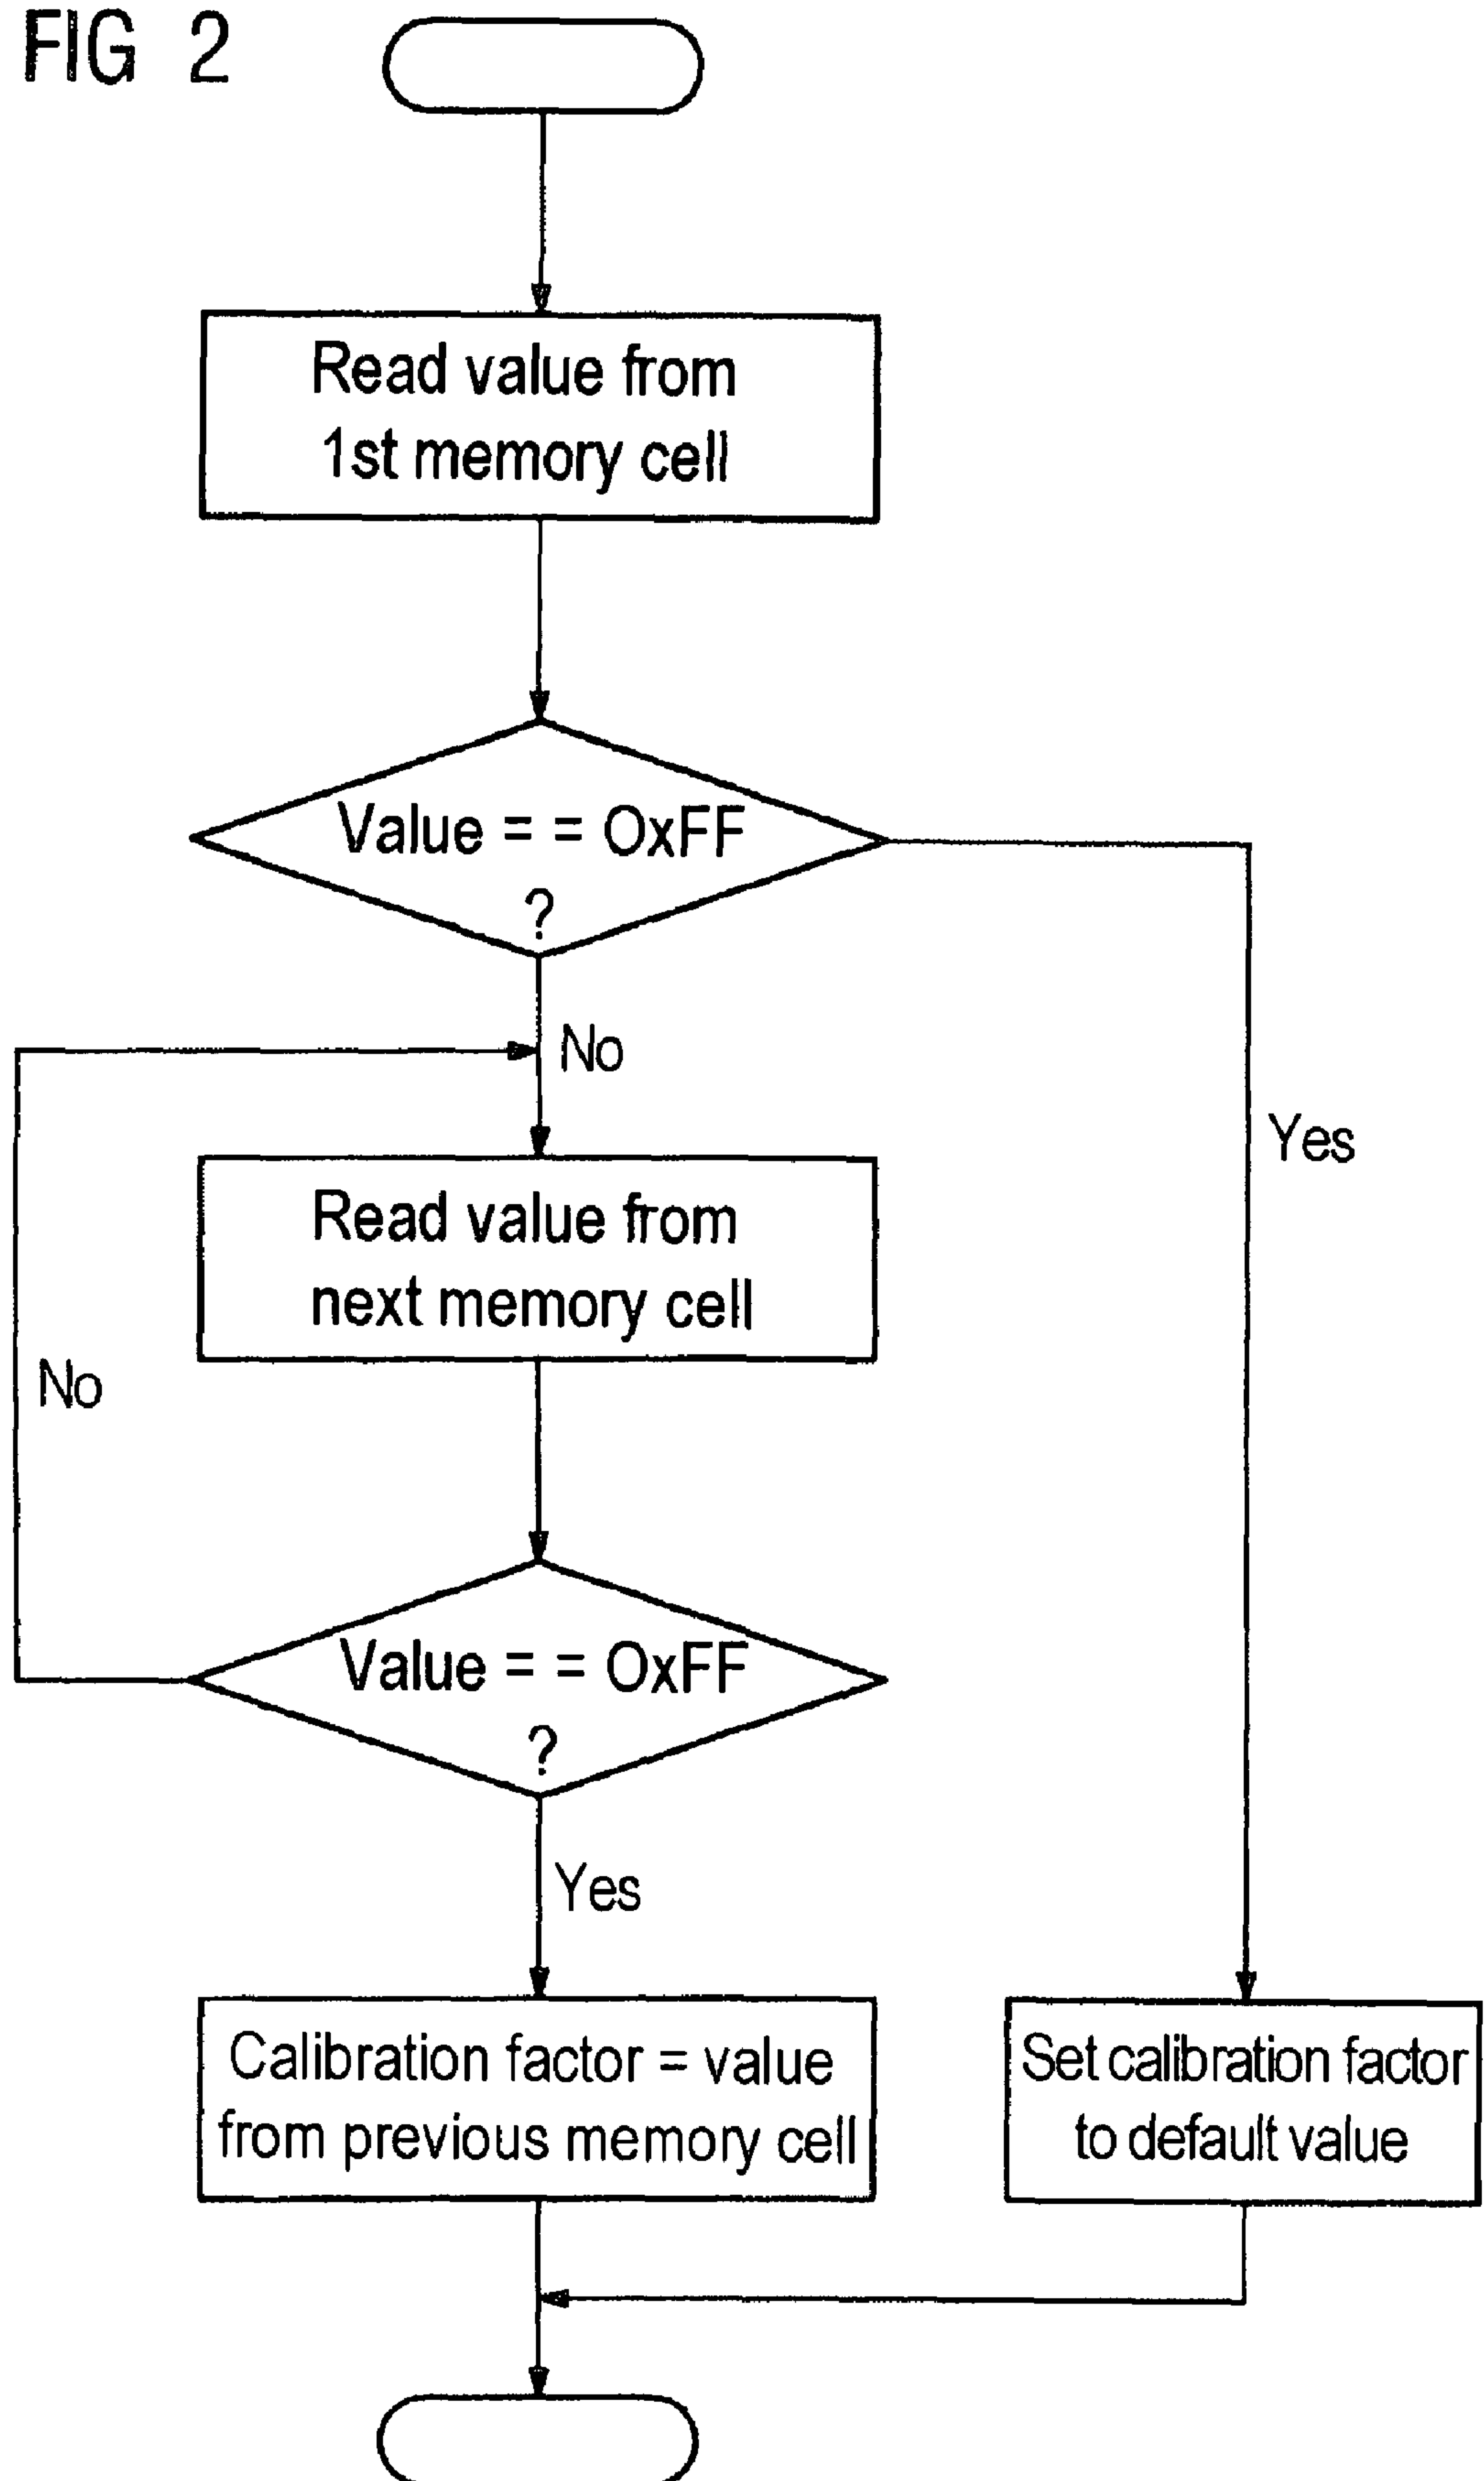 FIG 2
Read value from
1st memory cell
Value = = OxFF
?
No
Yes
Read value from
next memory cell
No
Value = = OxFF
?
Yes
Calibration factor = value
from previous memory cell
Set calibration factor
to default value